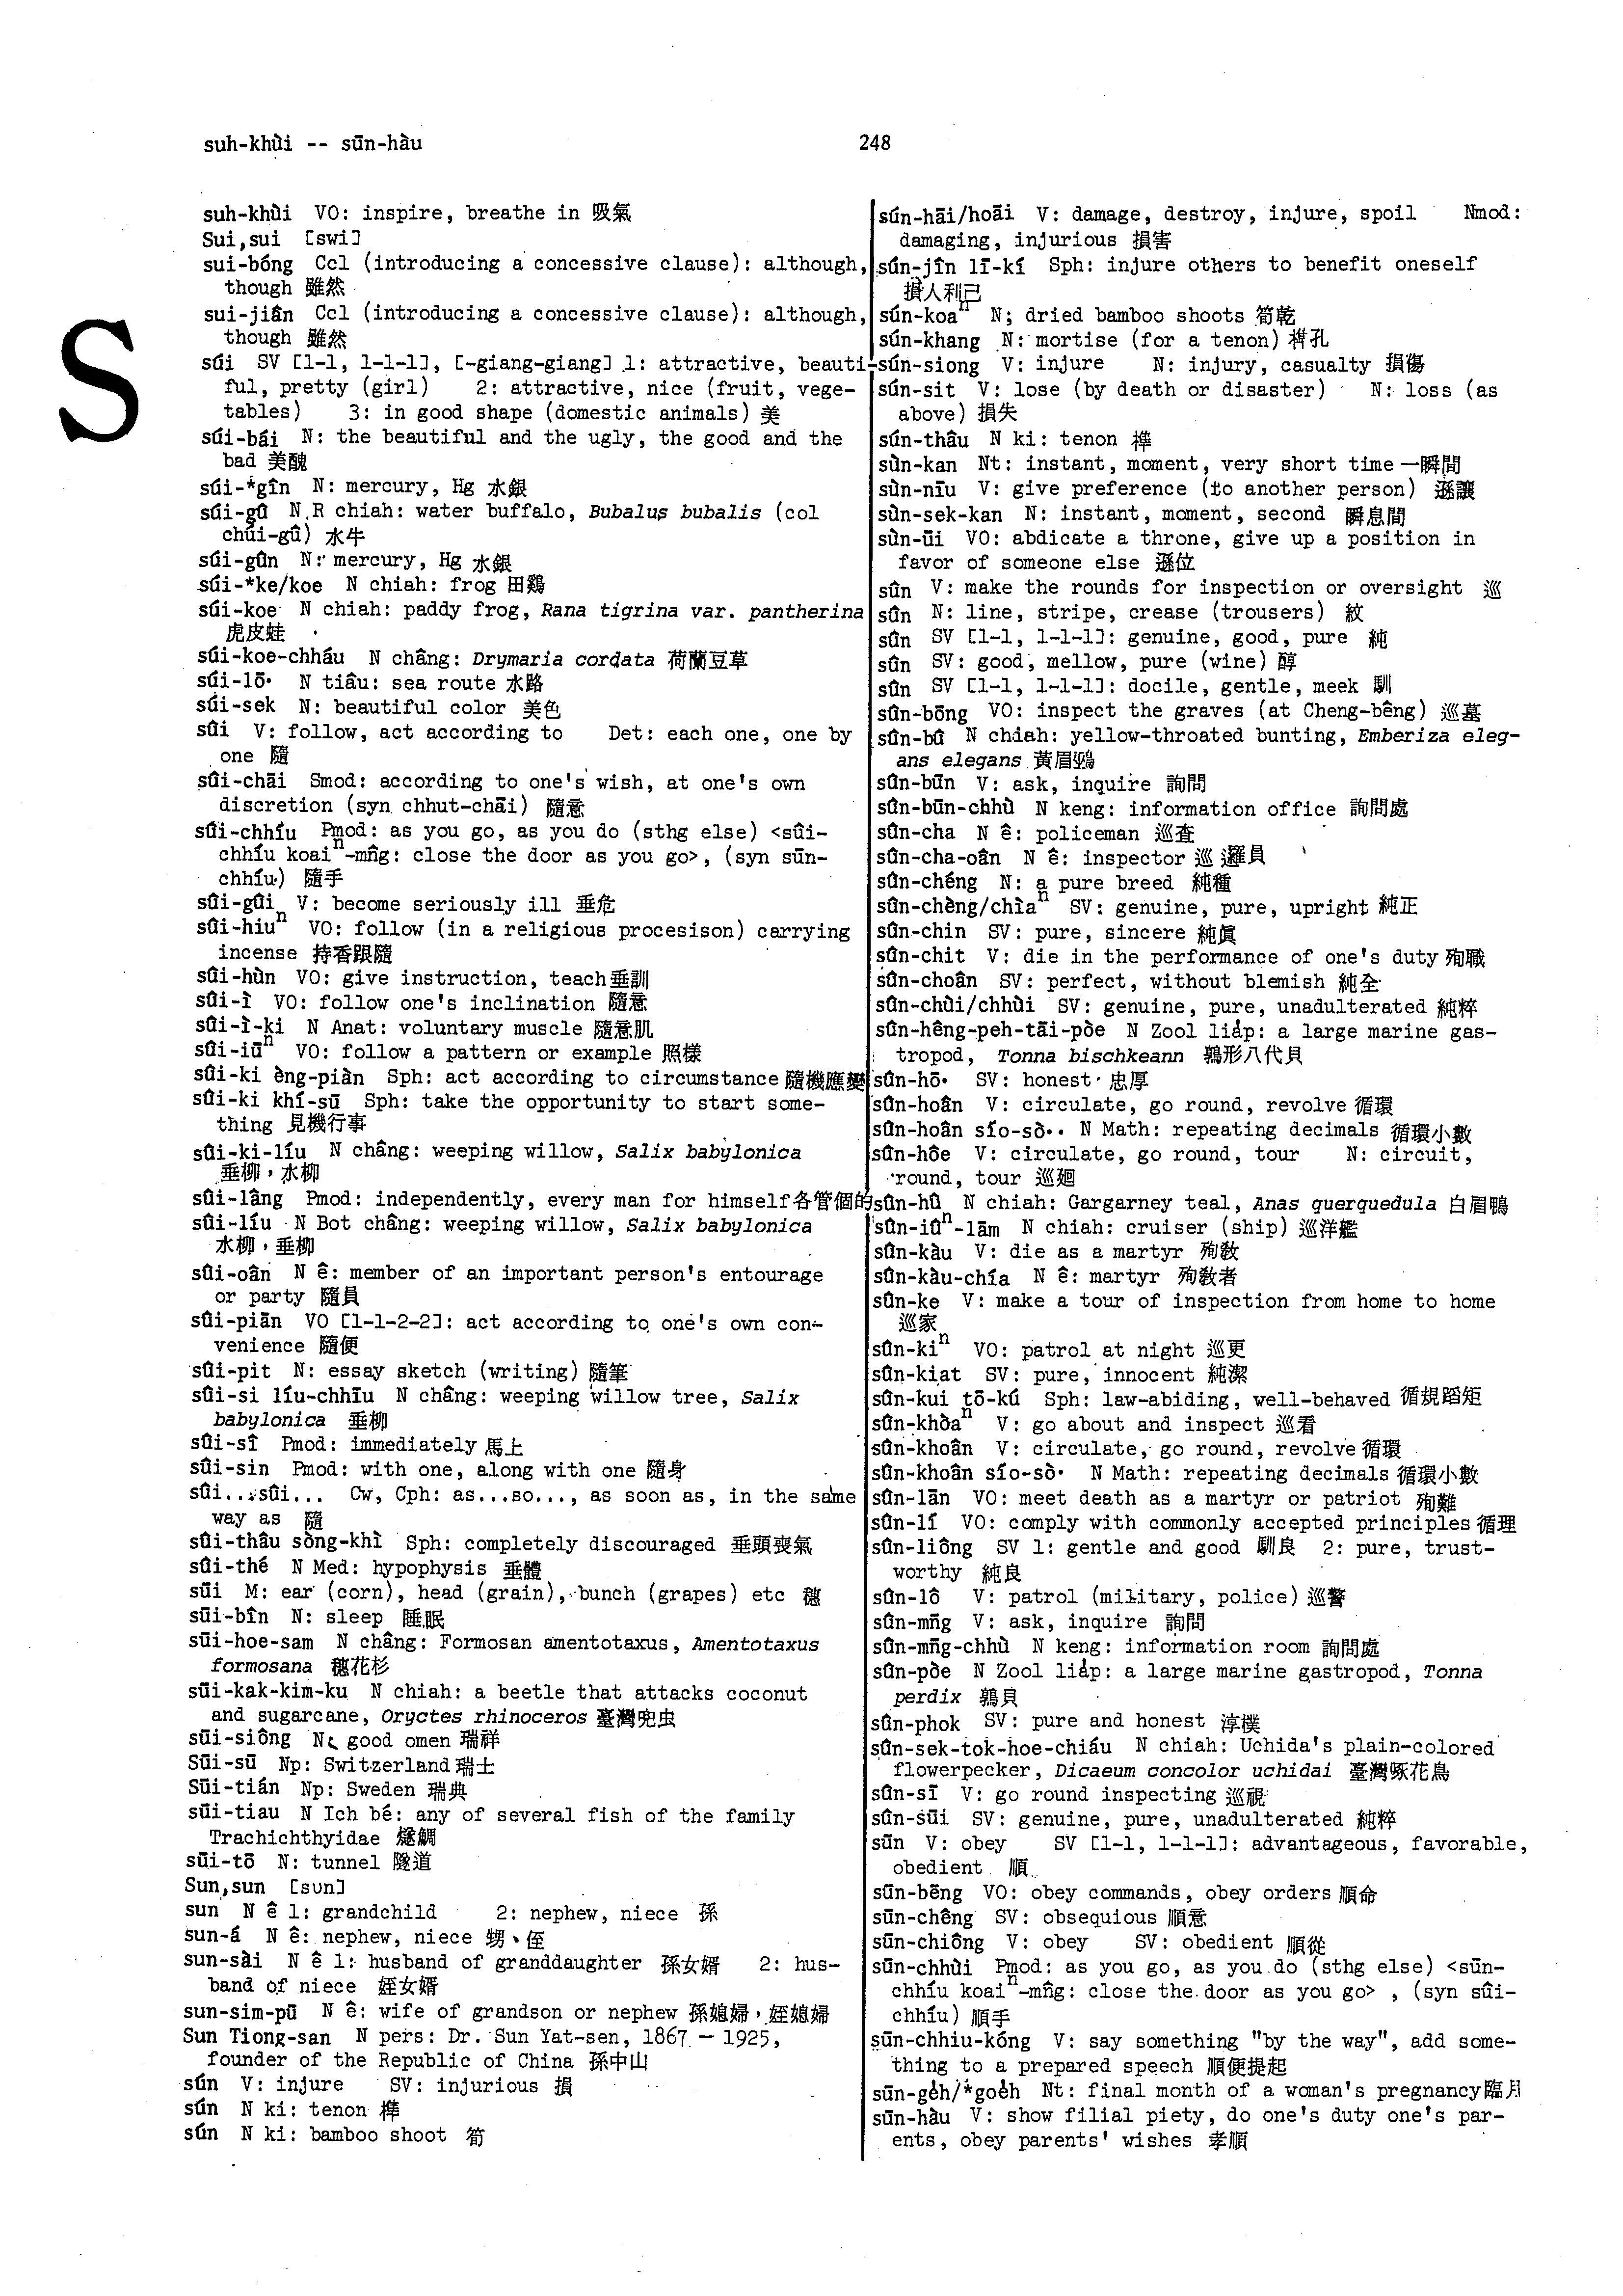 suh-khùi -- sūn-hàu
248
S
suh-khùi VO: inspire, breathe in 吸氣
Sui,sui [swi]
sui-bóng Ccl (introducing a concessive clause): although,
though 雖然
sui-jiân Ccl (introducing a concessive clause): although,
though 雖然
súi SV [1-1, 1-1-1], [-giang-giang] 1: attractive, beauti-
ful, pretty (girl) 2: attractive, nice (fruit, vege-
tables) 3: in good shape (domestic animals) 美
súi-bái N: the beautiful and the ugly, the good and the
bad 美醜
súi-*gîn N: mercury, Hg 水銀
súi-gû N R chiah: water buffalo, Bubalus bubalis (col
chúi-gû) 水牛
súi-gûn N: mercury, Hg 水銀
súi-*ke/koe N chiah: frog 田鷄
súi-koe N chiah: paddy frog, Rana tigrina var. pantherina
虎皮蛙
súi-koe-chháu N châng: Drymaria cordata 荷蘭豆草
súi-lō· N tiâu: sea route 水路
súi-sek N: beautiful color 美色
sûi V: follow, act according to Det: each one, one by
one 隨
sûi-chāi Smod: according to one's wish, at one's own
discretion (syn chhut-chāi) 隨意
sûi-chhíu Pmod: as you go, as you do (sthg else) <sûi-
chhíu koaiⁿ-mn̂g: close the door as you go>, (syn sūn-
chhíu) 隨手
sûi-gûi V: become seriously ill 垂危
sûi-hiuⁿ VO: follow (in a religious procesison) carrying
incense 持香跟隨
sûi-hùn VO: give instruction, teach 垂訓
sûi-ì VO: follow one's inclination 隨意
sûi-ì-ki N Anat: voluntary muscle 隨意肌
sûi-iūⁿ VO: follow a pattern or example 照樣
sûi-ki èng-piàn Sph: act according to circumstance 隨機應變
sûi-ki khí-sū Sph: take the opportunity to start some-
thing 見機行事
sûi-ki-líu N châng: weeping willow, Salix babylonica
垂柳，水柳
sûi-lâng Pmod: independently, every man for himself 各管個的
sûi-líu N Bot châng: weeping willow, Salix babylonica
水柳，垂柳
sûi-oân N ê: member of an important person's entourage
or party 隨員
sûi-piān VO [1-1-2-2]: act according to one's own con-
venience 隨便
sûi-pit N: essay sketch (writing) 隨筆
sûi-si líu-chhīu N châng: weeping willow tree, Salix
babylonica 垂柳
sûi-sî Pmod: immediately 馬上
sûi-sin Pmod: with one, along with one 隨身
sûi...sûi... Cw, Cph: as...so..., as soon as, in the same
way as 隨
sûi-thâu sòng-khì Sph: completely discouraged 垂頭喪氣
sûi-thé N Med: hypophysis 垂體
sūi M: ear (corn), head (grain), bunch (grapes) etc 穗
sūi-bîn N: sleep 睡眠
sūi-hoe-sam N châng: Formosan amentotaxus, Amentotaxus
formosana 穗花杉
sūi-kak-kim-ku N chiah: a beetle that attacks coconut
and sugarcane, Oryctes rhinoceros 臺灣兜虫
sūi-siông N: good omen 瑞祥
Sūi-sū Np: Switzerland 瑞士
Sūi-tián Np: Sweden 瑞典
sūi-tiau N Ich bé: any of several fish of the family
Trachichthyidae 燧鯛
sūi-tō N: tunnel 隧道
Sun,sun [sun]
sun N ê 1: grandchild 2: nephew, niece 孫
sun-á N ê: nephew, niece 甥、侄
sun-sài N ê 1: husband of granddaughter 孫女婿 2: hus-
band of niece 姪女婿
sun-sim-pū N ê: wife of grandson or nephew 孫媳婦，姪媳婦
Sun Tiong-san N pers: Dr. Sun Yat-sen, 1867 — 1925,
founder of the Republic of China 孫中山
sún V: injure SV: injurious 損
sún N ki: tenon 榫
sún N ki: bamboo shoot 筍
sún-hāi/hoāi V: damage, destroy, injure, spoil Nmod:
damaging, injurious 損害
sún-jîn lī-kí Sph: injure others to benefit oneself
損人利己
sún-koaⁿ N; dried bamboo shoots 筍乾
sún-khang N: mortise (for a tenon) 榫孔
sún-siong V: injure N: injury, casualty 損傷
sún-sit V: lose (by death or disaster) N: loss (as
above) 損失
sún-thâu N ki: tenon 榫
sùn-kan Nt: instant, moment, very short time 一瞬間
sùn-nīu V: give preference (to another person) 遜讓
sùn-sek-kan N: instant, moment, second 瞬息間
sùn-ūi VO: abdicate a throne, give up a position in
favor of someone else 遜位
sûn V: make the rounds for inspection or oversight 巡
sûn N: line, stripe, crease (trousers) 紋
sûn SV [1-1, 1-1-1]: genuine, good, pure 純
sûn SV: good, mellow, pure (wine) 醇
sûn SV [1-1, 1-1-1]: docile, gentle, meek 馴
sûn-bōng VO: inspect the graves (at Cheng-bêng) 巡墓
sûn-bû N chiah: yellow-throated bunting, Emberiza eleg-
ans elegans 黃眉鵐
sûn-būn V: ask, inquire 詢問
sûn-būn-chhù N keng: information office 詢問處
sûn-cha N ê: policeman 巡查
sûn-cha-oân N ê: inspector 巡邏員
sûn-chéng N: a pure breed 純種
sûn-chèng/chìaⁿ SV: genuine, pure, upright 純正
sûn-chin SV: pure, sincere 純眞
sûn-chit V: die in the performance of one's duty 殉職
sûn-choân SV: perfect, without blemish 純全
sûn-chùi/chhùi SV: genuine, pure, unadulterated 純粹
sûn-hêng-peh-tāi-pòe N Zool lia̍p: a large marine gas-
tropod, Tonna bischkeann 鶉形八代貝
sûn-hō· SV: honest 忠厚
sûn-hoân V: circulate, go round, revolve 循環
sûn-hoân sío-sò·· N Math: repeating decimals 循環小數
sûn-hôe V: circulate, go round, tour N: circuit,
round, tour 巡廻
sûn-hû N chiah: Gargarney teal, Anas querquedula 白眉鴨
sûn-iûⁿ-lām N chiah: cruiser (ship) 巡洋艦
sûn-kàu V: die as a martyr 殉敎
sûn-kàu-chía N ê: martyr 殉敎者
sûn-ke V: make a tour of inspection from home to home
巡家
sûn-kiⁿ VO: patrol at night 巡更
sûn-kiat SV: pure, innocent 純潔
sûn-kui tō-kú Sph: law-abiding, well-behaved 循規蹈矩
sûn-khòaⁿ V: go about and inspect 巡看
sûn-khoân V: circulate, go round, revolve 循環
sûn-khoân sío-sò· N Math: repeating decimals 循環小數
sûn-lān VO: meet death as a martyr or patriot 殉難
sûn-lí VO: comply with commonly accepted principles 循理
sûn-liông SV 1: gentle and good 馴良 2: pure, trust-
worthy 純良
sûn-lô V: patrol (military, police) 巡警
sûn-mn̄g V: ask, inquire 詢問
sûn-mn̄g-chhù N keng: information room 詢問處
sûn-pòe N Zool lia̍p: a large marine gastropod, Tonna
perdix 鶉貝
sûn-phok SV: pure and honest 淳樸
sûn-sek-tok-hoe-chiáu N chiah: Uchida's plain-colored
flowerpecker, Dicaeum concolor uchidai 臺灣啄花鳥
sûn-sī V: go round inspecting 巡視
sûn-sūi SV: genuine, pure, unadulterated 純粹
sūn V: obey SV [1-1, 1-1-1]: advantageous, favorable,
obedient 順
sūn-bēng VO: obey commands, obey orders 順命
sūn-chêng SV: obsequious 順意
sūn-chiông V: obey SV: obedient 順從
sūn-chhùi Pmod: as you go, as you do (sthg else) <sūn-
chhíu koaiⁿ-mn̂g: close the door as you go> , (syn sûi-
chhíu) 順手
sūn-chhiu-kóng V: say something "by the way", add some-
thing to a prepared speech 順便提起
sūn-ge̍h/*goe̍h Nt: final month of a woman's pregnancy 臨月
sūn-hàu V: show filial piety, do one's duty one's par-
ents, obey parents' wishes 孝順